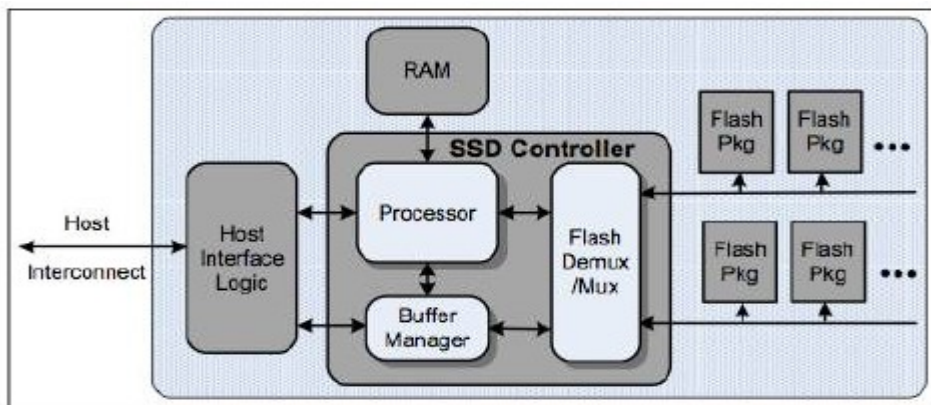 RAM
SSD Controller
Flash
Pkg
Flash
Pkg
Processor
Host
Interconnect
Host
Interface
Logic
Flash
Demux
/Mux
Flash
Pkg
Flash
Pkg
Buffer
Manager